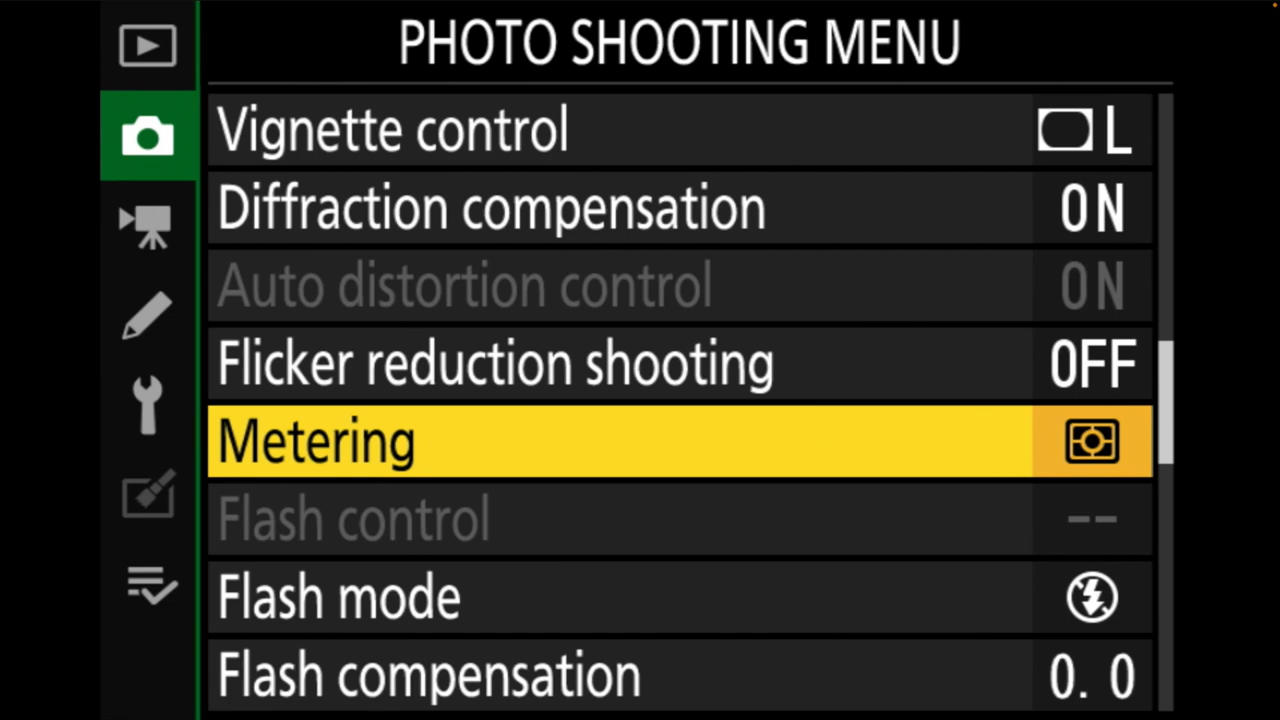 PHOTO SHOOTING MENU
Vignette control L
Diffraction compensation ON
Auto distortion control ON
Flicker reduction shooting OFF
Metering
Flash control --
Flash mode
Flash compensation 0.0